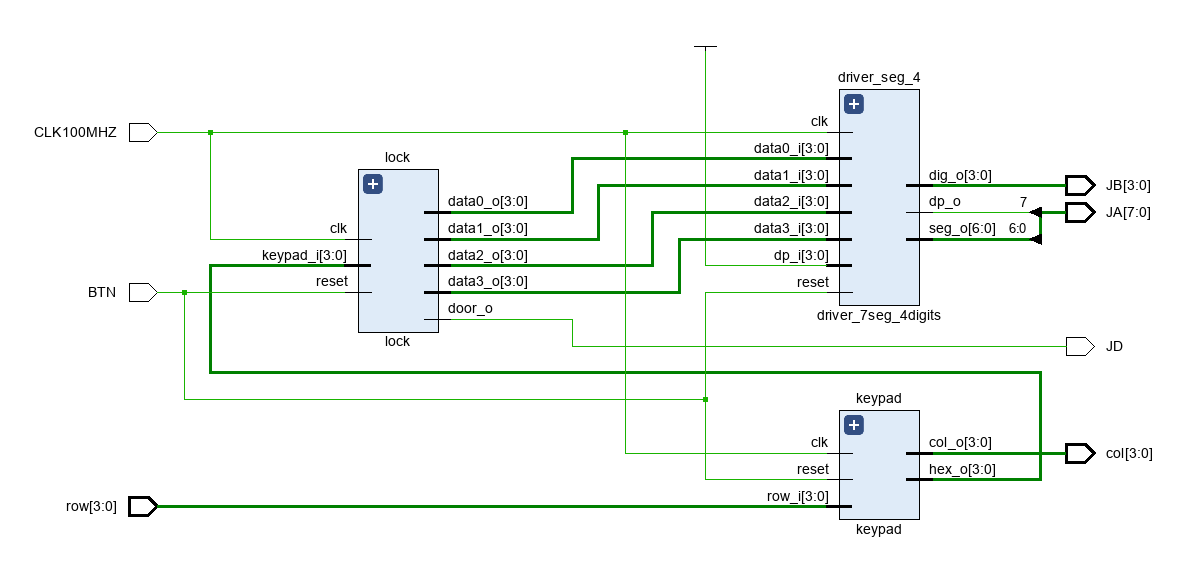 driver_seg_4
CLK100MHZ
clk
data0_i[3:0]
lock
data1_i[3:0]
dig_o[3:0]
JB[3:0]
data0_o[3:0]
data2_i[3:0]
dp_o
7
JA[7:0]
clk
data1_o[3:0]
data3_i[3:0]
seg_o[6:0]
6:0
keypad_i[3:0]
data2_o[3:0]
dp_i[3:0]
BTN
reset
data3_o[3:0]
reset
door_o
driver_7seg_4digits
lock
JD
keypad
clk
col_o[3:0]
col[3:0]
reset
hex_o[3:0]
row[3:0]
row_i[3:0]
keypad